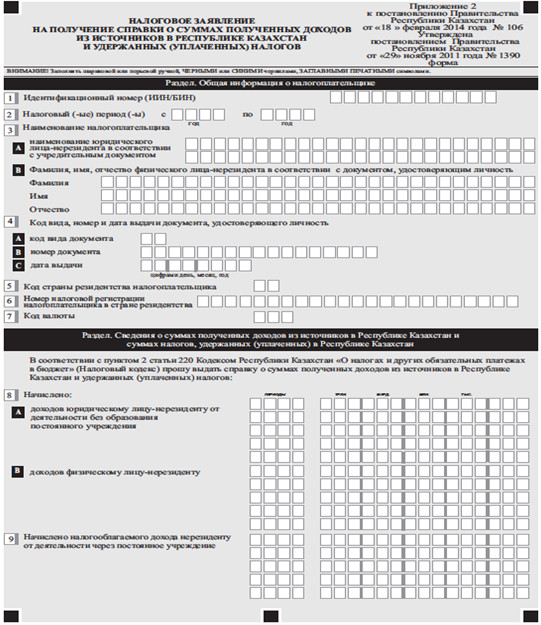 НАЛОГОВОЕ ЗАЯВЛЕНИЕ
НА ПОЛУЧЕНИЕ СПРАВКИ О СУММАХ ПОЛУЧЕННЫХ ДОХОДОВ
ИЗ ИСТОЧНИКОВ В РЕСПУБЛИКЕ КАЗАХСТАН
И УДЕРЖАННЫХ (УПЛАЧЕННЫХ) НАЛОГОВ
Приложение 2
к постановлению Правительства
Республики Казахстан
от «18 » февраля 2014 года № 106
Утверждена
постановлением Правительства
Республики Казахстан
от «29» ноября 2011 года № 1390
форма
ВНИМАНИЕ! Заполнять шариковой или перьевой ручкой, ЧЕРНЫМИ или СИНИМИ чернилами, ЗАГЛАВНЫМИ ПЕЧАТНЫМИ символами.
Раздел. Общая информация о налогоплательщике
1 Идентификационный номер (ИИН/БИН)
2 Налоговый (-ые) период (-ы) с по
год год
3 Наименование налогоплательщика
A наименование юридического
лица-нерезидента в соответствии
с учредительным документом
B Фамилия, имя, отчество физического лица-нерезидента в соответствии с документом, удостоверяющим личность
Фамилия
Имя
Отчество
4 Код вида, номер и дата выдачи документа, удостоверяющего личность
A код вида документа
B номер документа
C дата выдачи
цифрами день, месяц, год
5 Код страны резидентства налогоплательщика
6 Номер налоговой регистрации
налогоплательщика в стране резидентства
7 Код валюты
Раздел. Сведения о суммах полученных доходов из источников в Республике Казахстан и
суммах налогов, удержанных (уплаченных) в Республике Казахстан
В соответствии с пунктом 2 статьи 220 Кодексом Республики Казахстан «О налогах и других обязательных платежах
в бюджет» (Налоговый кодекс) прошу выдать справку о суммах полученных доходов из источников в Республике
Казахстан и удержанных (уплаченных) налогов:
8 Начислено:
периоды трлн млрд млн тыс.
A доходов юридическому лицу-нерезиденту от
деятельности без образования
постоянного учреждения
B доходов физическому лицу-нерезиденту
9 Начислено налогооблагаемого дохода нерезиденту
от деятельности через постоянное учреждение